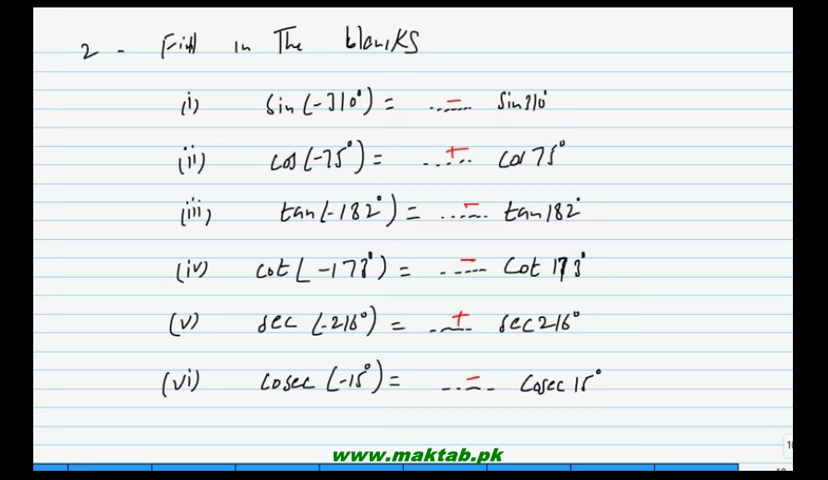 2 - Fill in The blanks
(i) sin(-310°) = ...−... sin310°
(ii) cos(-75°) = ...+... cos75°
(iii) tan(-182°) = ...−... tan182°
(iv) cot(-173°) = ...−... cot173°
(v) sec(-216°) = ...+... sec216°
(vi) cosec(-15°) = ...−... cosec15°
www.maktab.pk